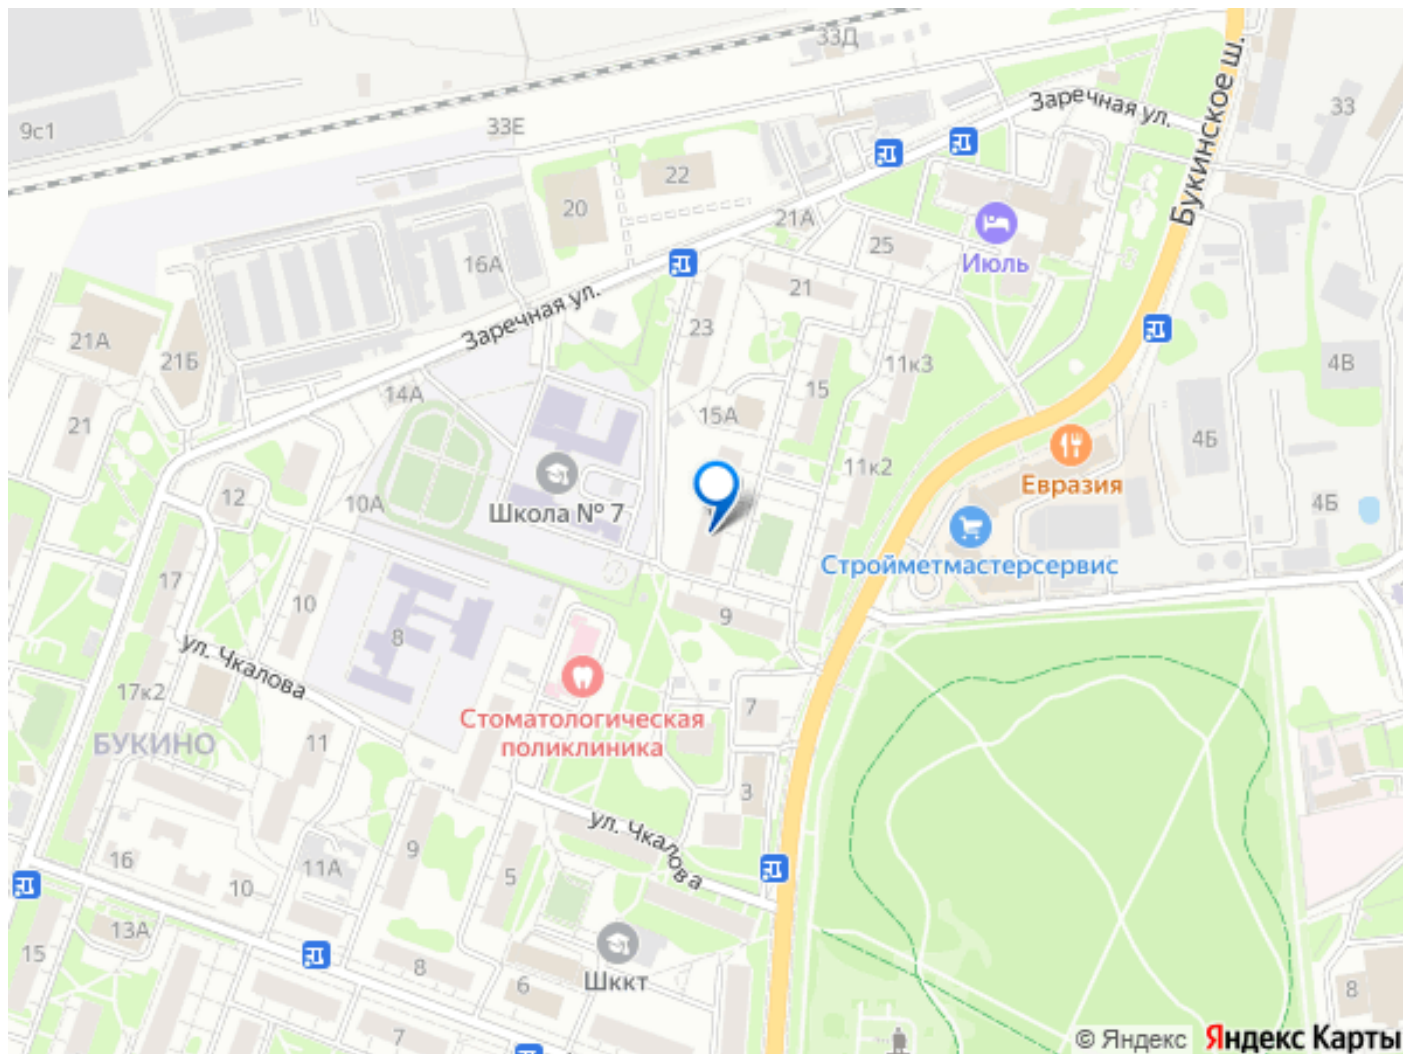 33Д
Букинское ш.
Заречная ул.
33
9с1
33Е
22
20
21А
25
Июль
16А
21
23
Заречная ул.
21А
21Б
4В
11к3
15
14А
15А
21
4Б
11к2
Евразия
12
10А
Школа № 7
4Б
Стройметмастерсервис
17
10
9
8
ул. Чкалова
17к2
7
Стоматологическая
поликлиника
БУКИНО
11
3
ул. Чкалова
9
16
11А
5
10
13А
15
8
Шккт
6
8
7
© Яндекс
Яндекс Карты